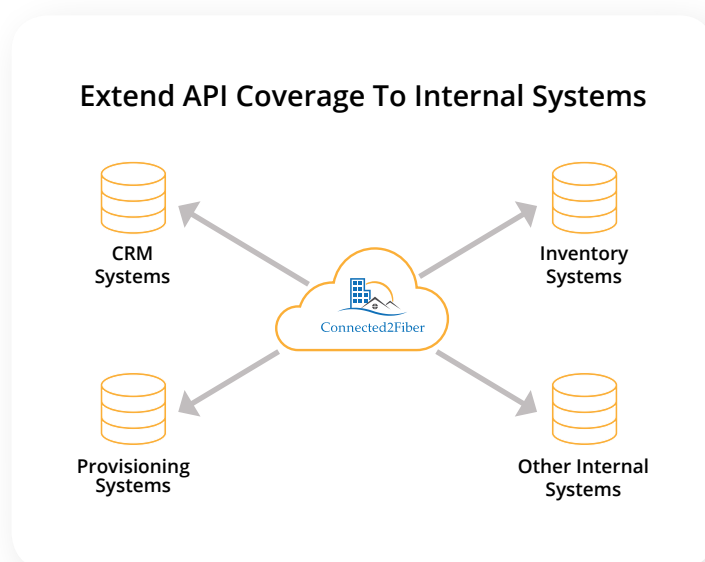 Extend API Coverage To Internal Systems
CRM
Systems
Inventory
Systems
Connected2Fiber
Provisioning
Systems
Other Internal
Systems